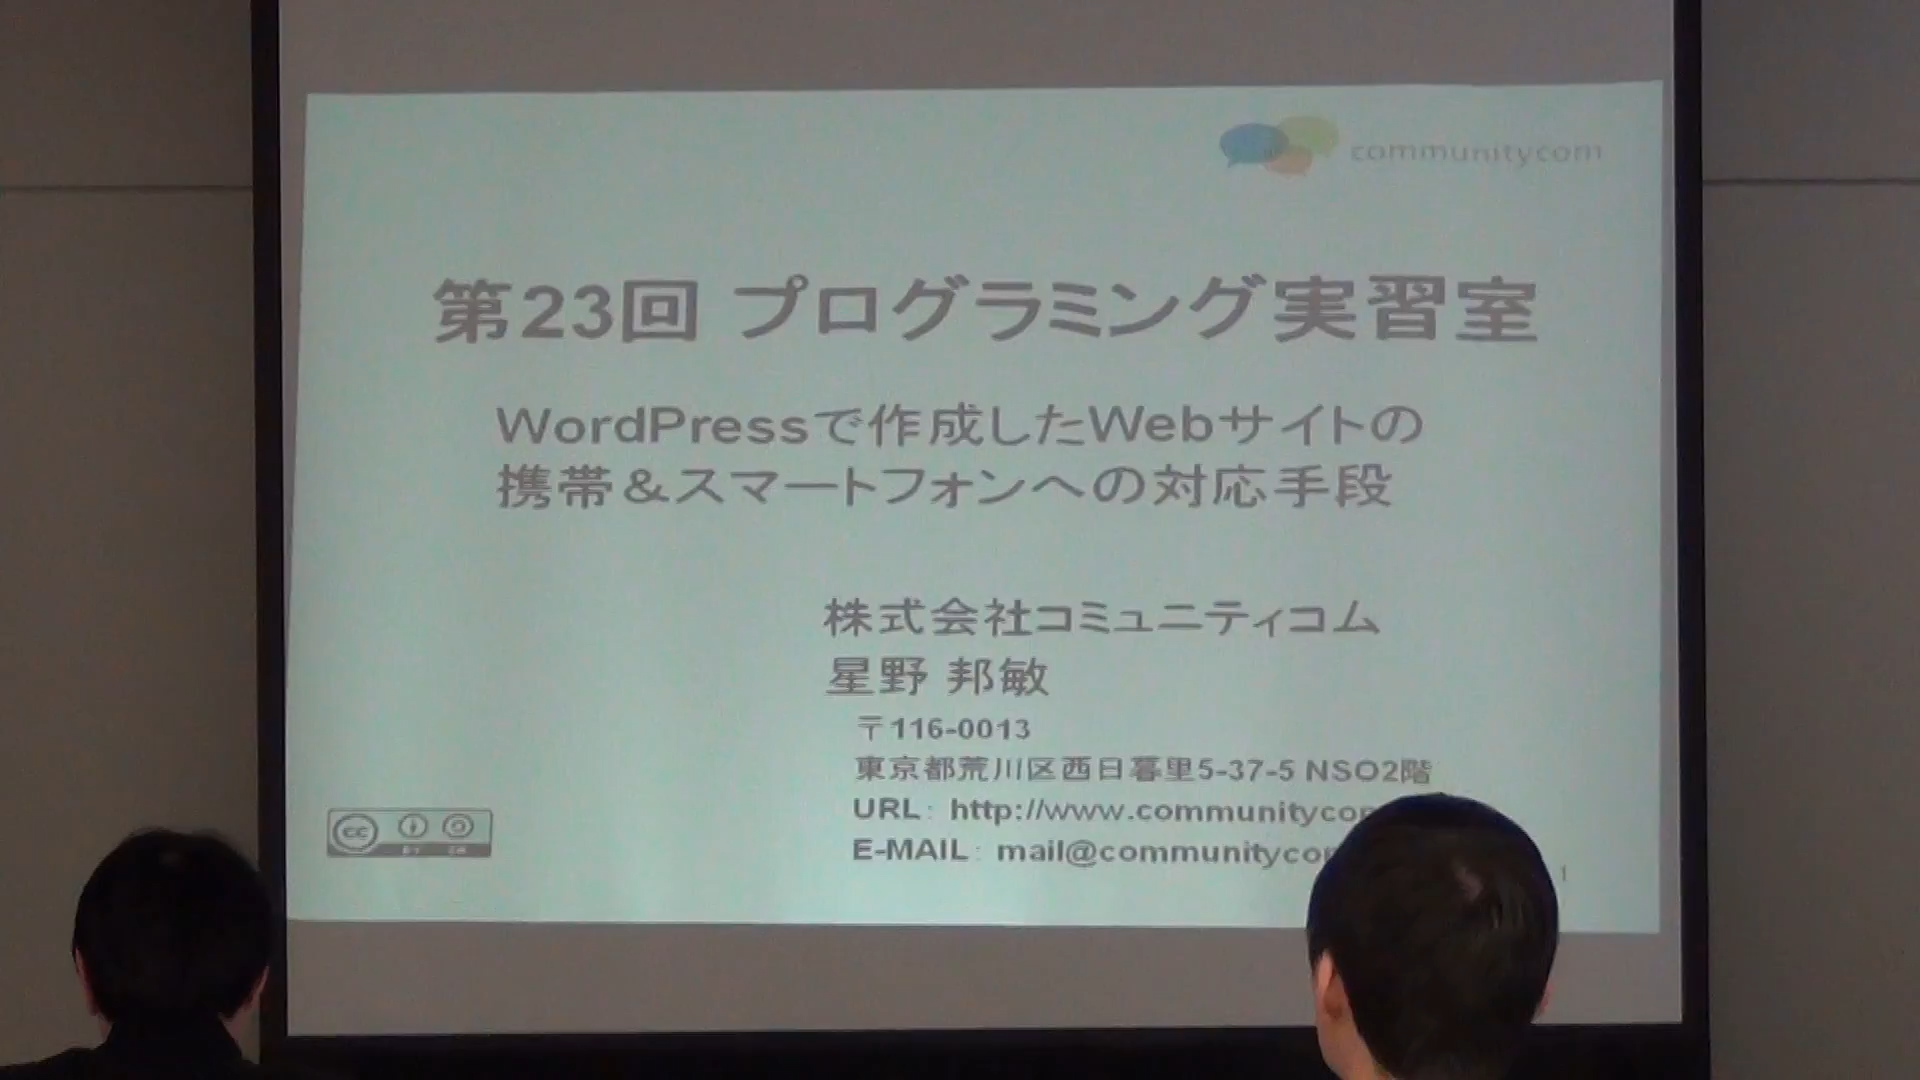 communitycom
第23回 プログラミング実習室
WordPressで作成したWebサイトの
携帯＆スマートフォンへの対応手段
株式会社コミュニティコム
星野 邦敏
〒116-0013
東京都荒川区西日暮里5-37-5 NSO2階
URL： http://www.communityco
E-MAIL： mail@communityco
cc
1